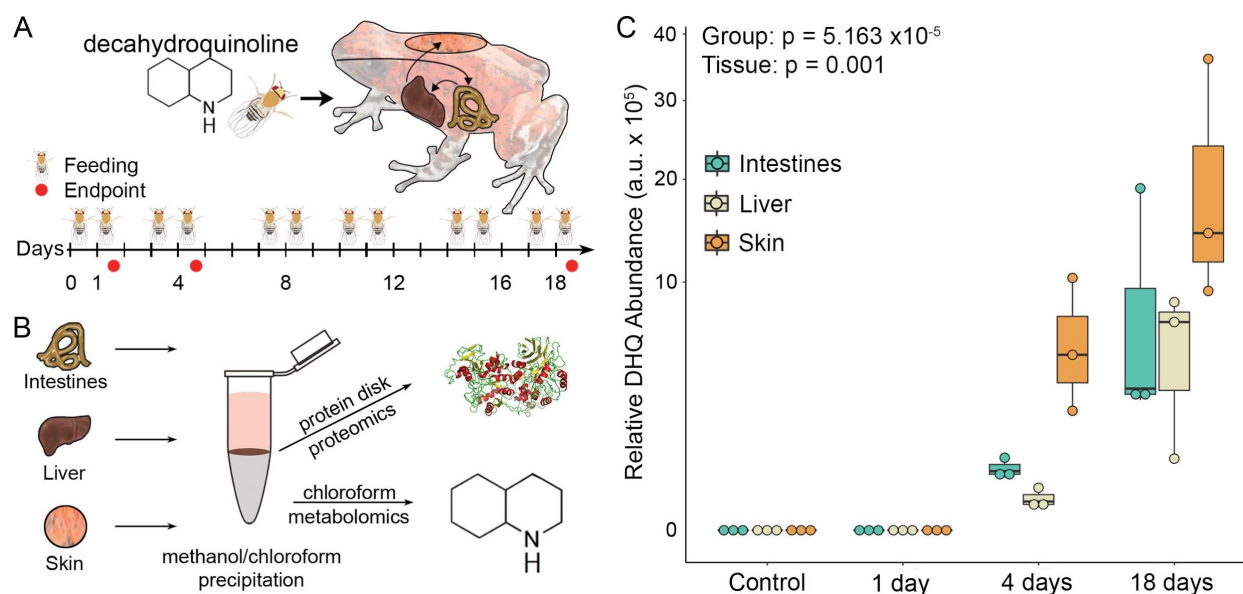 A
decahydroquinoline
N
H
Feeding
Endpoint
Days
0 1 4 8 12 16 18
B
Intestines
Liver
Skin
protein disk
proteomics
chloroform
metabolomics
methanol/chloroform
precipitation
N
H
C
Group: p = 5.163 x10⁻⁵
Tissue: p = 0.001
Intestines
Liver
Skin
Relative DHQ Abundance (a.u. x 10⁵)
40
30
20
10
0
Control 1 day 4 days 18 days